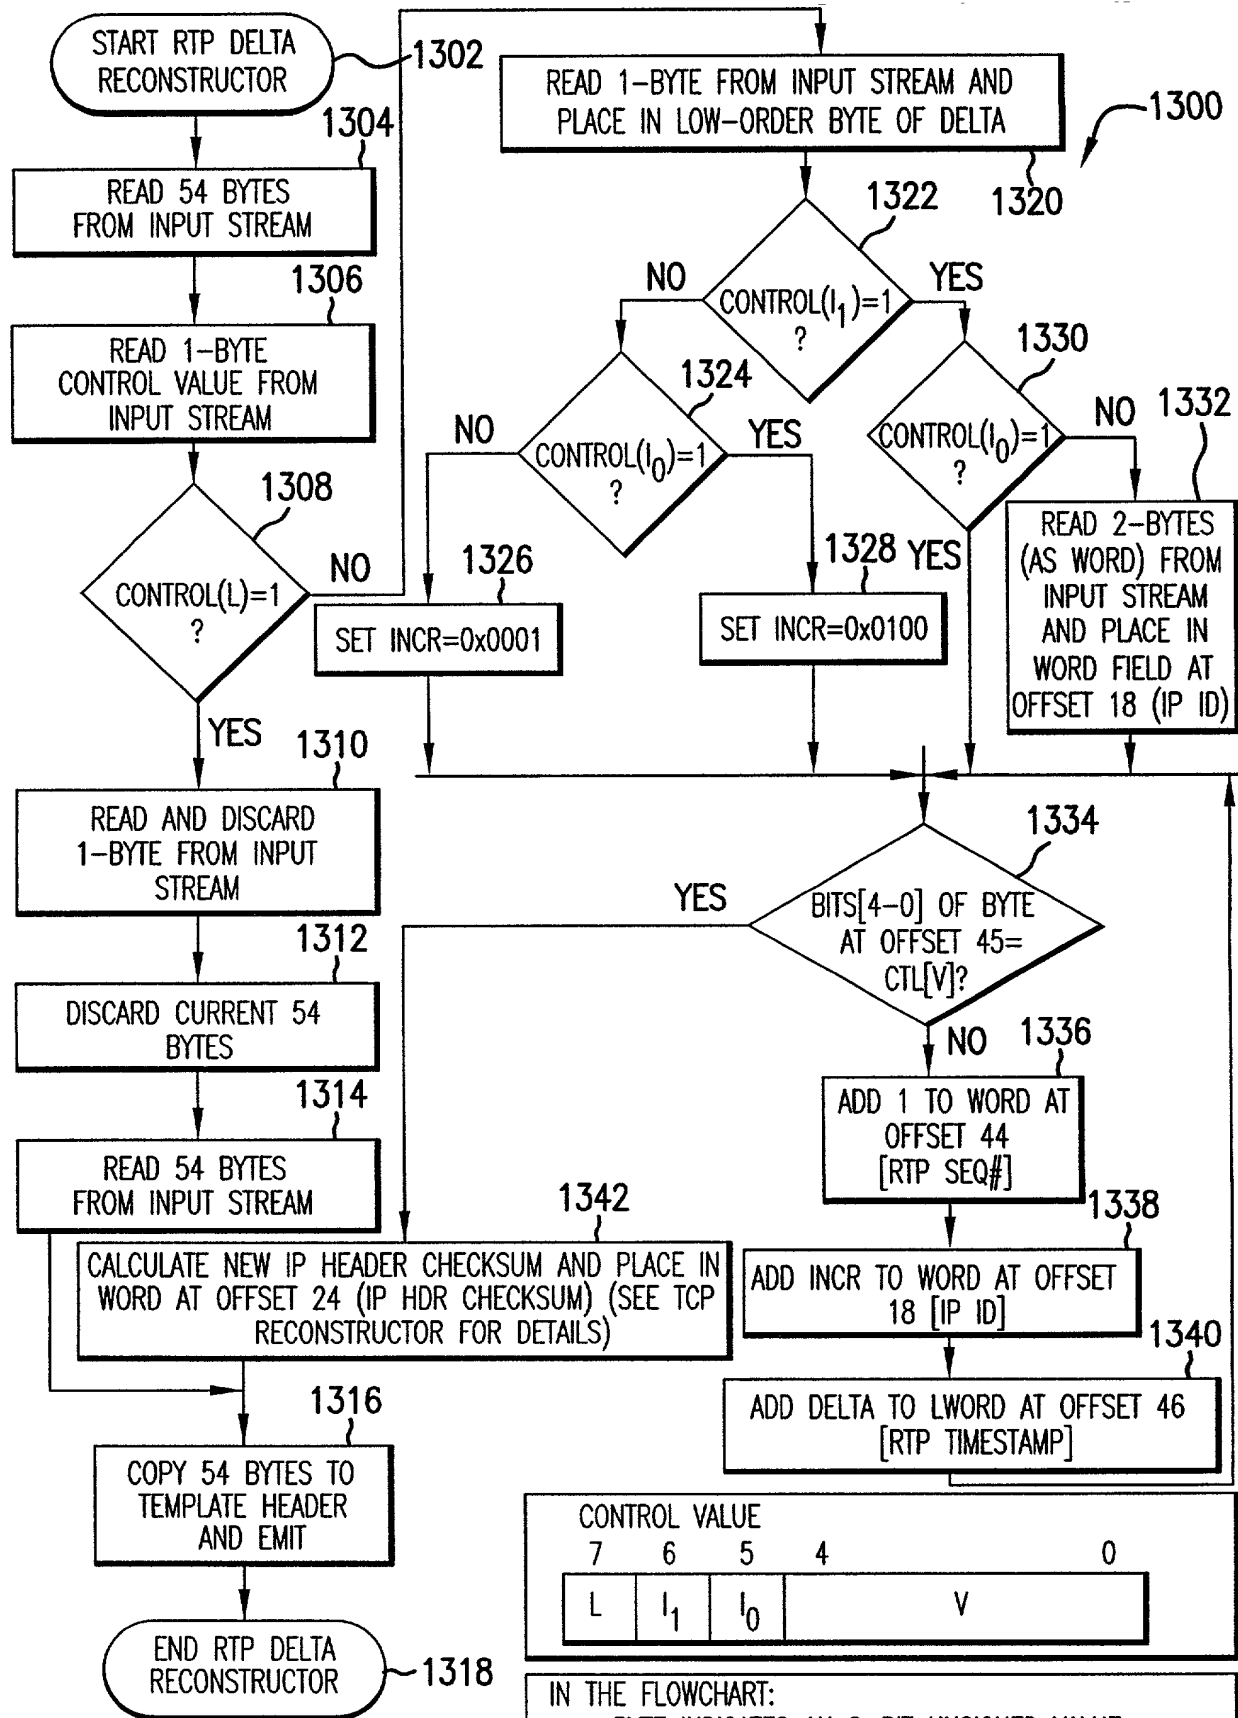 START RTP DELTA
RECONSTRUCTOR
1302
1304
READ 54 BYTES
FROM INPUT STREAM
1306
READ 1-BYTE
CONTROL VALUE FROM
INPUT STREAM
1308
CONTROL(L)=1
?
NO
YES
1310
READ AND DISCARD
1-BYTE FROM INPUT
STREAM
1312
DISCARD CURRENT 54
BYTES
1314
READ 54 BYTES
FROM INPUT STREAM
1342
CALCULATE NEW IP HEADER CHECKSUM AND PLACE IN
WORD AT OFFSET 24 (IP HDR CHECKSUM) (SEE TCP
RECONSTRUCTOR FOR DETAILS)
1316
COPY 54 BYTES TO
TEMPLATE HEADER
AND EMIT
END RTP DELTA
RECONSTRUCTOR
1318
READ 1-BYTE FROM INPUT STREAM AND
PLACE IN LOW-ORDER BYTE OF DELTA
1300
1320
1322
NO
YES
CONTROL(I1)=1
?
1324
NO
YES
CONTROL(I0)=1
?
1330
NO
CONTROL(I0)=1
?
YES
1326
SET INCR=0x0001
1328
SET INCR=0x0100
1332
READ 2-BYTES
(AS WORD) FROM
INPUT STREAM
AND PLACE IN
WORD FIELD AT
OFFSET 18 (IP ID)
1334
YES
BITS[4-0] OF BYTE
AT OFFSET 45=
CTL[V]?
NO
1336
ADD 1 TO WORD AT
OFFSET 44
[RTP SEQ#]
1338
ADD INCR TO WORD AT OFFSET
18 [IP ID]
1340
ADD DELTA TO LWORD AT OFFSET 46
[RTP TIMESTAMP]
CONTROL VALUE
7 6 5 4 0
L I1 I0 V
IN THE FLOWCHART: